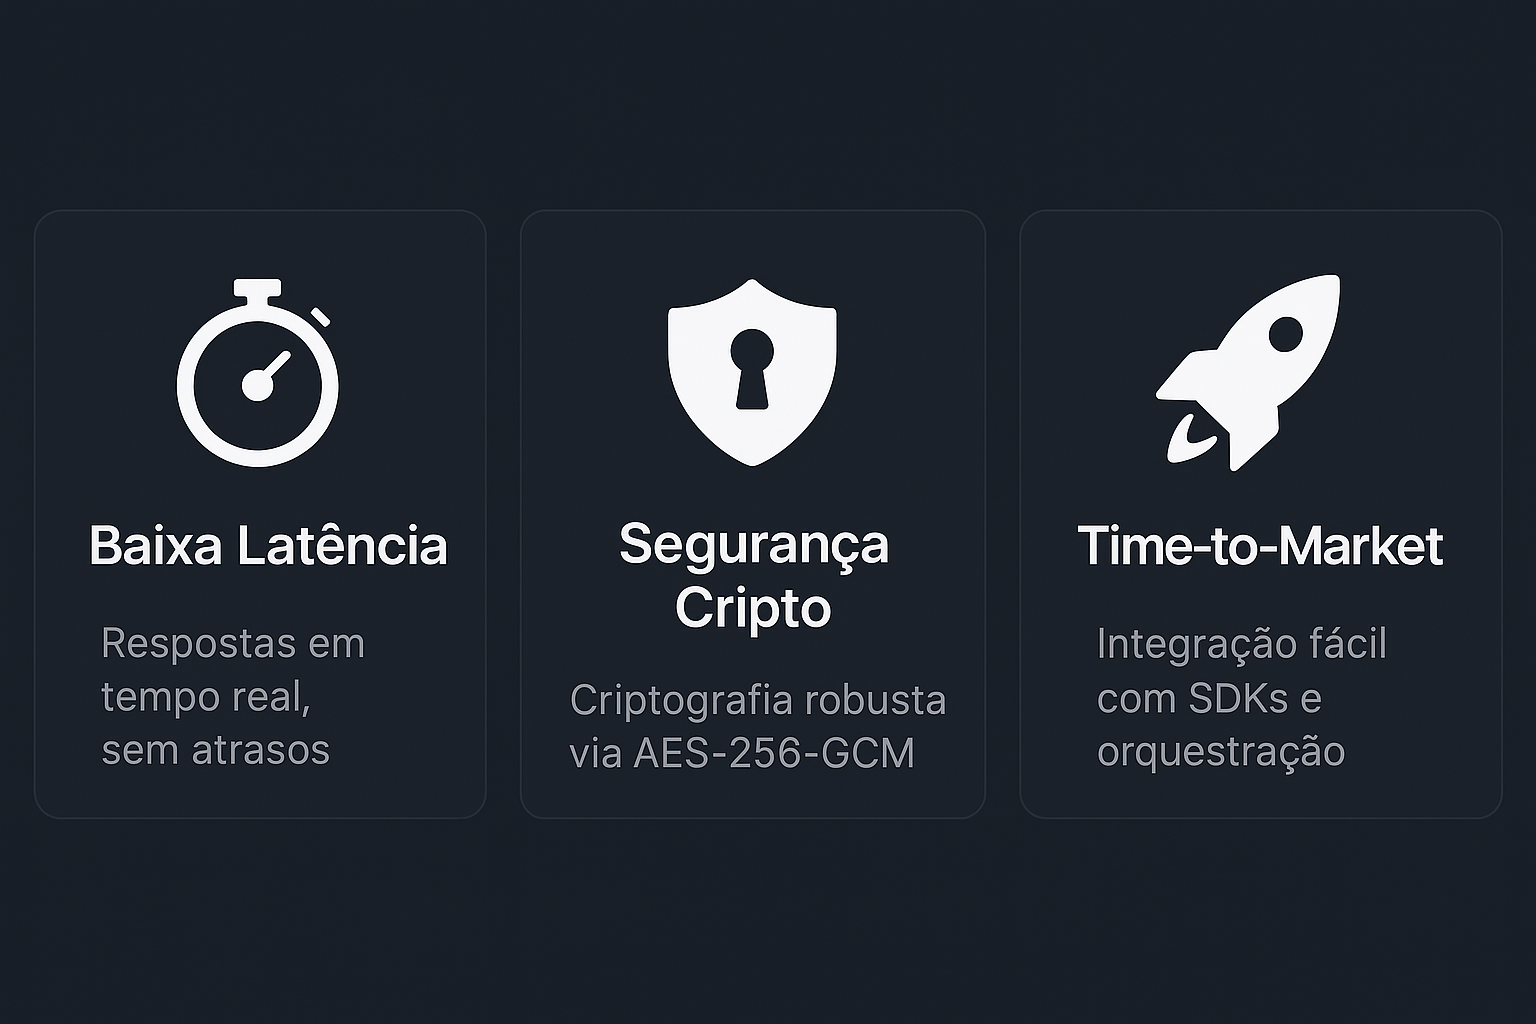 Baixa Latência
Respostas em
tempo real,
sem atrasos
Segurança
Cripto
Criptografia robusta
via AES-256-GCM
Time-to-Market
Integração fácil
com SDKs e
orquestração